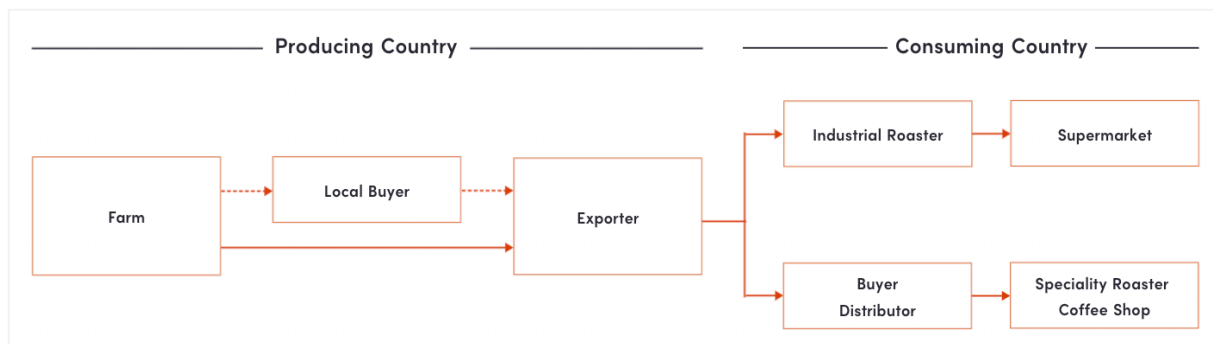 Producing Country
Consuming Country
Farm
Local Buyer
Exporter
Industrial Roaster
Supermarket
Buyer
Distributor
Speciality Roaster
Coffee Shop